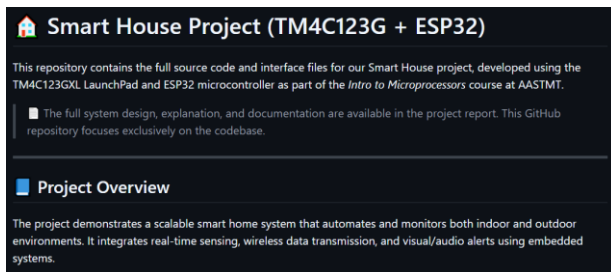 🏠 Smart House Project (TM4C123G + ESP32)
This repository contains the full source code and interface files for our Smart House project, developed using the
TM4C123GXL LaunchPad and ESP32 microcontroller as part of the Intro to Microprocessors course at AASTMT.
📄 The full system design, explanation, and documentation are available in the project report. This GitHub
repository focuses exclusively on the codebase.
📘 Project Overview
The project demonstrates a scalable smart home system that automates and monitors both indoor and outdoor
environments. It integrates real-time sensing, wireless data transmission, and visual/audio alerts using embedded
systems.